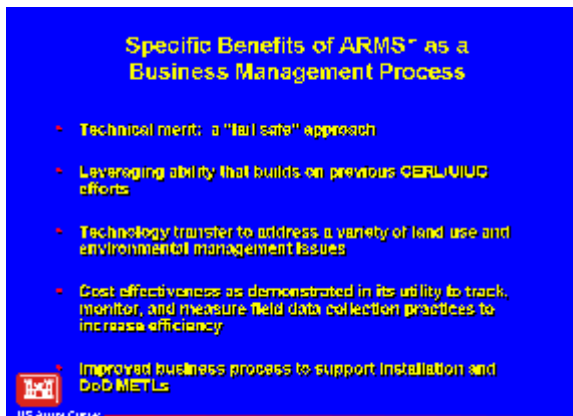 Specific Benefits of ARMS" as a
Business Management Process
Technical merit: a "fail safe" approach
Leveraging ability that builds on previous CERL/UIUC
efforts
Technology transfer to address a variety of land use and
environmental management issues
Cost effectiveness as demonstrated in its utility to track,
monitor, and measure field data collection practices to
increase efficiency
Improved business process to support installation and
DoD METLs
US Army Corps